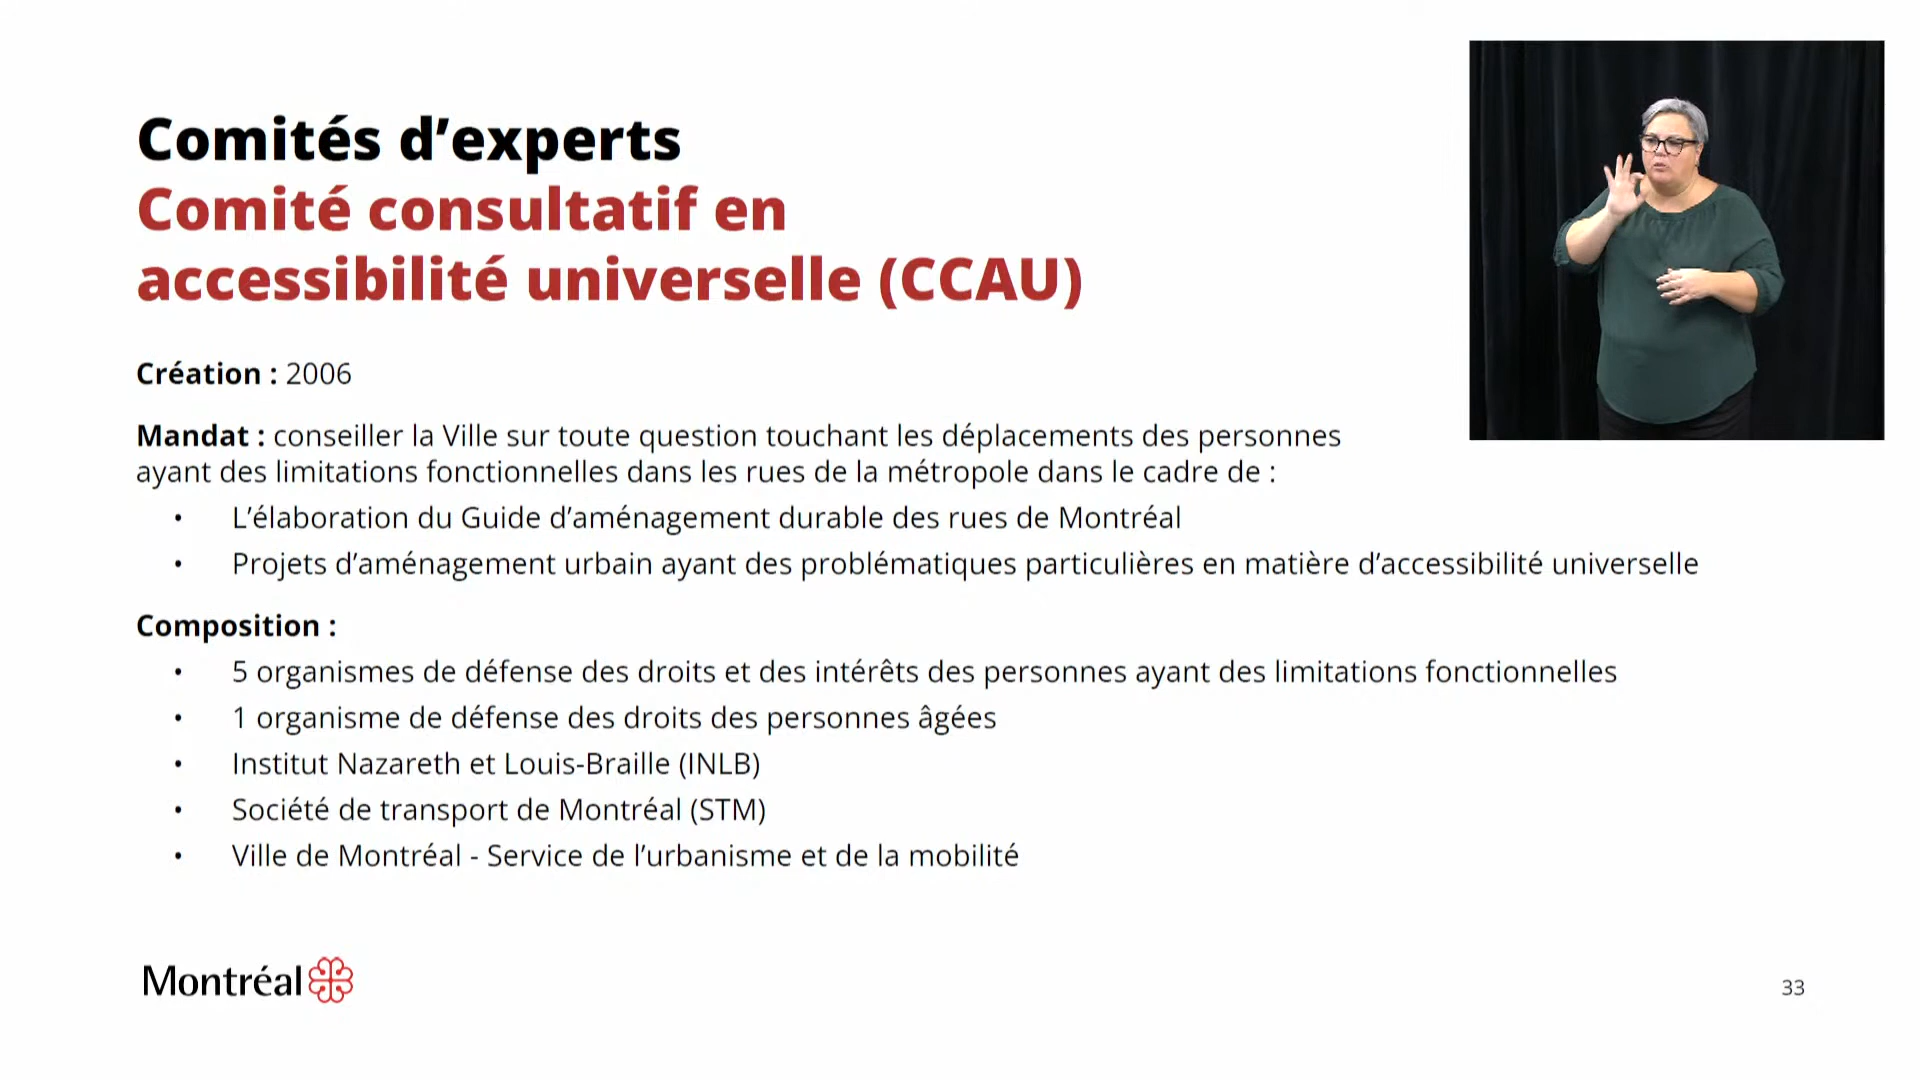 Comités d’experts
Comité consultatif en
accessibilité universelle (CCAU)
Création : 2006
Mandat : conseiller la Ville sur toute question touchant les déplacements des personnes
ayant des limitations fonctionnelles dans les rues de la métropole dans le cadre de :
• L’élaboration du Guide d’aménagement durable des rues de Montréal
• Projets d’aménagement urbain ayant des problématiques particulières en matière d’accessibilité universelle
Composition :
• 5 organismes de défense des droits et des intérêts des personnes ayant des limitations fonctionnelles
• 1 organisme de défense des droits des personnes âgées
• Institut Nazareth et Louis-Braille (INLB)
• Société de transport de Montréal (STM)
• Ville de Montréal - Service de l’urbanisme et de la mobilité
Montréal
33